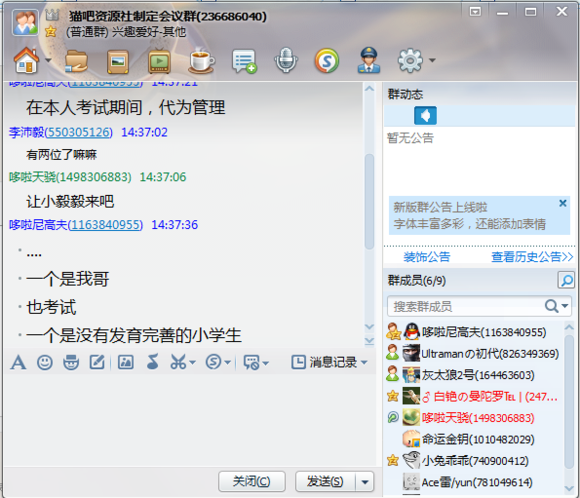 猫吧资源社制定会议群(236686040)
(普通群) 兴趣爱好-其他
哆啦尼高夫(1163840955) 14:37:21
在本人考试期间，代为管理
李沛毅(550305126) 14:37:02
有两位了嘛嘛
哆啦天骁(1498306883) 14:37:06
让小毅毅来吧
哆啦尼高夫(1163840955) 14:37:36
....
一个是我哥
也考试
一个是没有发育完善的小学生
消息记录
关闭(C)
发送(S)
群动态
暂无公告
新版群公告上线啦
字体丰富多彩，还能添加表情
装饰公告
查看历史公告>>
群成员(6/9)
搜索群成员
哆啦尼高夫(1163840955)
Ultramanの初代(826349369)
灰太狼2号(164463603)
♂白铯の曼陀罗℡ | (247...
哆啦天骁(1498306883)
命运金钥(1010482029)
小兔乖乖(740900412)
Ace雷/yun(781049614)